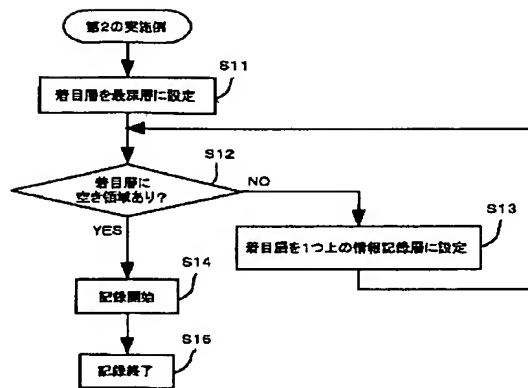 第2の実施例
S11
着目層を最深層に設定
S12
着目層に
空き領域あり?
NO
YES
S13
着目層を1つ上の情報記録層に設定
S14
記録開始
S15
記録終了